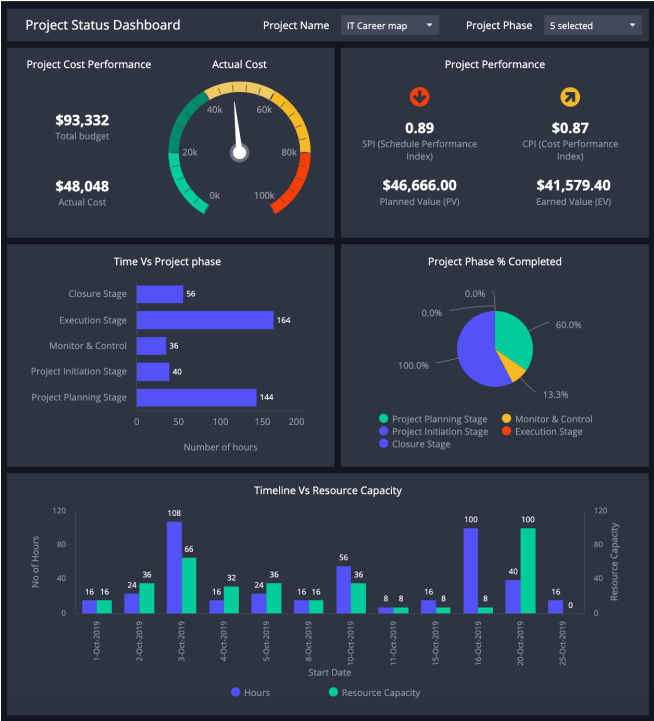 Project Status Dashboard
Project Name
IT Career map
Project Phase
5 selected
Project Cost Performance
$93,332
Total budget
$48,048
Actual Cost
Actual Cost
0k
20k
40k
60k
80k
100k
Project Performance
0.89
SPI (Schedule Performance
Index)
$0.87
CPI (Cost Performance
Index)
$46,666.00
Planned Value (PV)
$41,579.40
Earned Value (EV)
Time Vs Project phase
Closure Stage
56
Execution Stage
164
Monitor & Control
36
Project Initiation Stage
40
Project Planning Stage
144
0 50 100 150 200
Number of hours
Project Phase % Completed
0.0%
0.0%
60.0%
100.0%
13.3%
Project Planning Stage
Monitor & Control
Project Initiation Stage
Execution Stage
Closure Stage
Timeline Vs Resource Capacity
No of Hours
120
80
40
0
16 16
24 36
108 66
16 32
24 36
16 16
56 36
8 8
16 8
100 8
40 100
16 0
120
80
40
0
Resource Capacity
1-Oct-2019
2-Oct-2019
3-Oct-2019
4-Oct-2019
5-Oct-2019
8-Oct-2019
10-Oct-2019
11-Oct-2019
15-Oct-2019
16-Oct-2019
20-Oct-2019
25-Oct-2019
Start Date
Hours
Resource Capacity